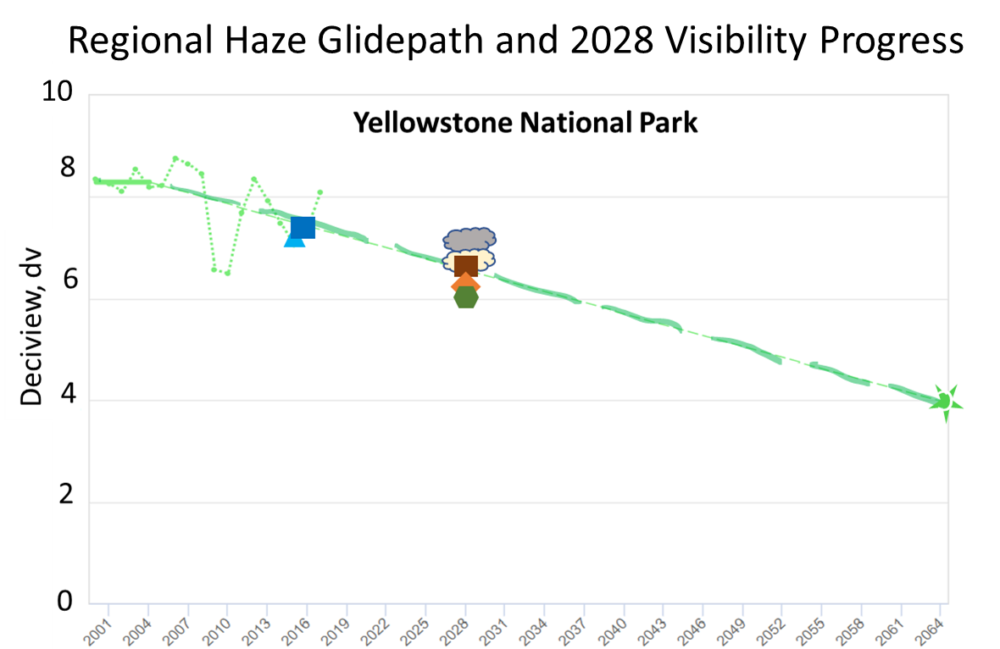 Regional Haze Glidepath and 2028 Visibility Progress
Yellowstone National Park
Deciview, dv
10
8
6
4
2
0
2001 2004 2007 2010 2013 2016 2019 2022 2025 2028 2031 2034 2037 2040 2043 2046 2049 2052 2055 2058 2061 2064